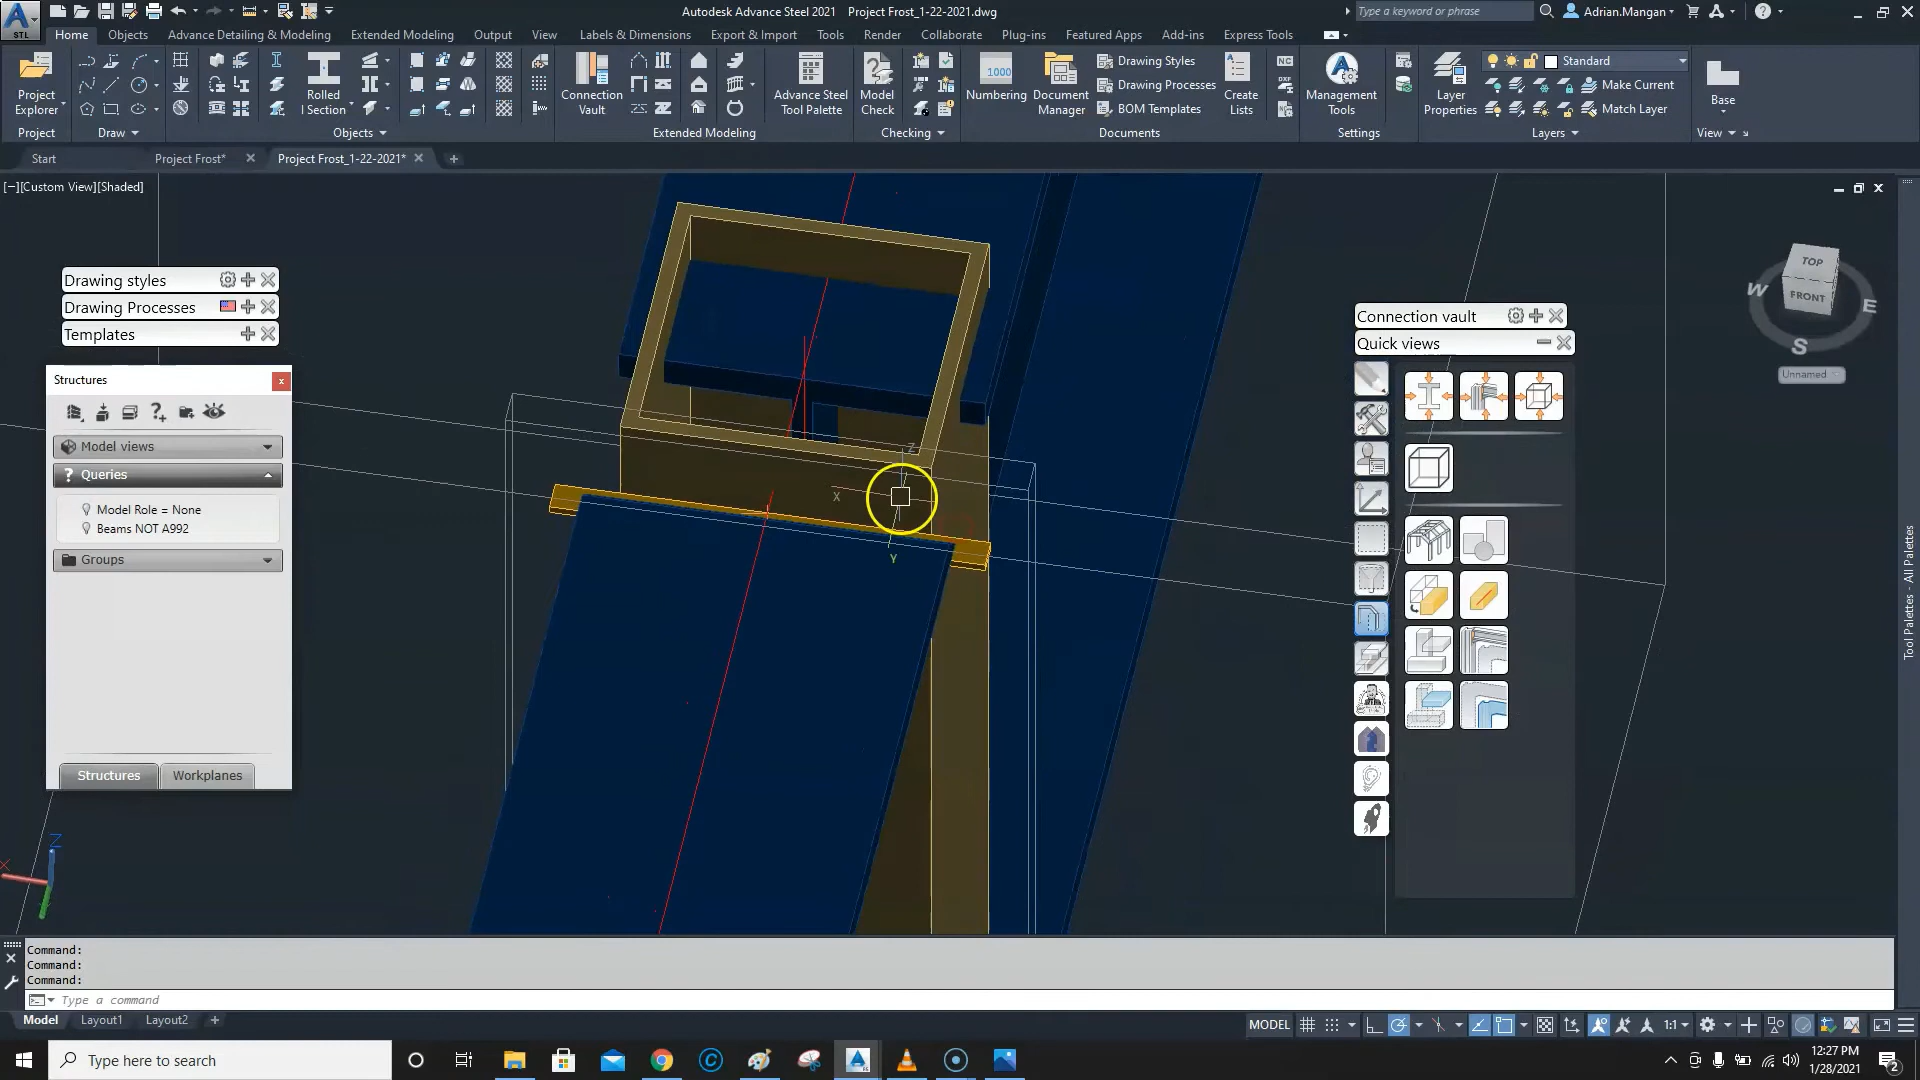 Autodesk Advance Steel 2021 Project Frost_1-22-2021.dwg
Type a keyword or phrase
Adrian.Mangan
STL
Home Objects Advance Detailing & Modeling Extended Modeling Output View Labels & Dimensions Export & Import Tools Render Collaborate Plug-ins Featured Apps Add-ins Express Tools
Project Explorer
Project
Draw
Rolled I Section
Objects
Connection Vault
Extended Modeling
Advance Steel Tool Palette
Model Check
Checking
1000
Numbering
Document Manager
Drawing Styles
Drawing Processes
BOM Templates
Create Lists
NC
DXF
Documents
Management Tools
Settings
Layer Properties
Standard
Make Current
Match Layer
Layers
Base
View
Start
Project Frost*
Project Frost_1-22-2021*
[−][Custom View][Shaded]
Drawing styles
Drawing Processes
Templates
Structures
Model views
? Queries
Model Role = None
Beams NOT A992
Groups
Structures Workplanes
Z
X
Y
Connection vault
Quick views
TOP
FRONT
W
E
S
Unnamed
Tool Palettes - All Palettes
Z
X
Y
Command:
Command:
Command:
Type a command
Model Layout1 Layout2
MODEL
1:1
Type here to search
12:27 PM
1/28/2021
2